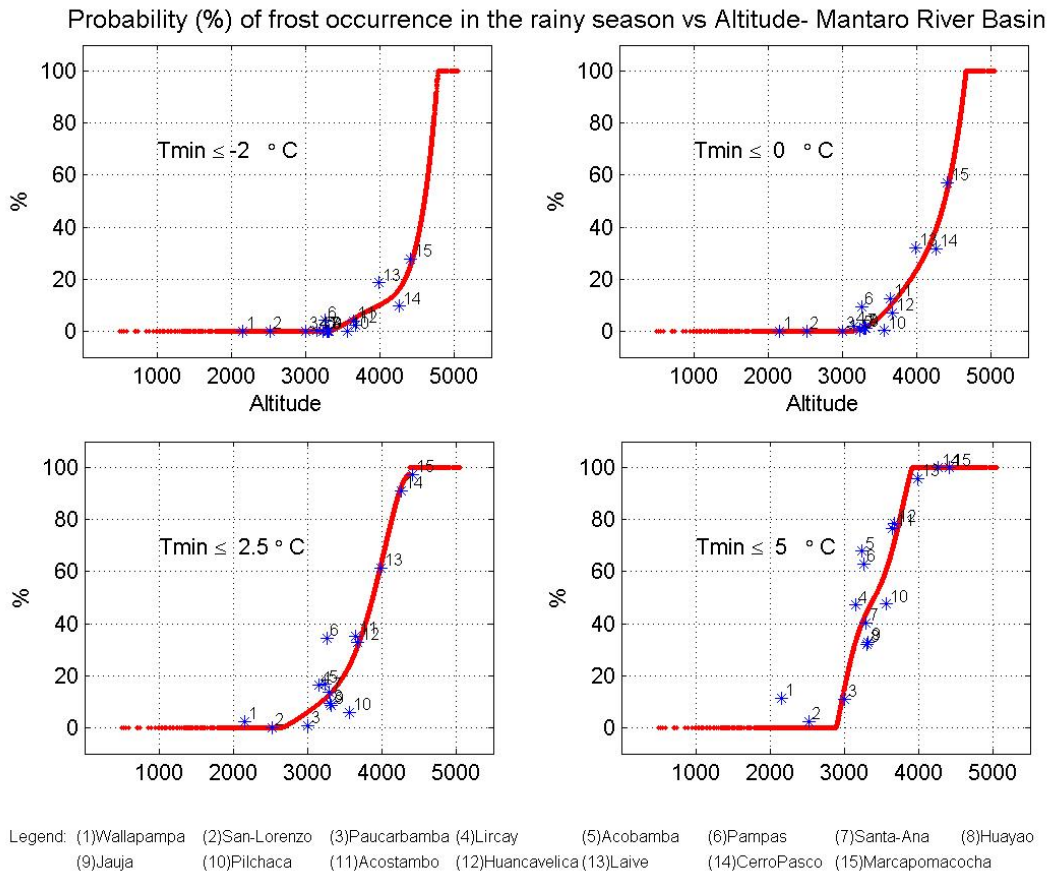 Probability (%) of frost occurrence in the rainy season vs Altitude- Mantaro River Basin
100
80
60
40
20
0
%
Tmin ≤ -2 ° C
1 2 3 6 13 14 15
1000 2000 3000 4000 5000
Altitude
100
80
60
40
20
0
%
Tmin ≤ 0 ° C
1 2 3 4 6 10 11 12 13 14 15
1000 2000 3000 4000 5000
Altitude
100
80
60
40
20
0
%
Tmin ≤ 2.5 ° C
1 2 3 4 5 6 10 11 12 13 14 15
1000 2000 3000 4000 5000
100
80
60
40
20
0
%
Tmin ≤ 5 ° C
1 2 3 4 5 6 7 8 9 10 11 12 13 14 15
1000 2000 3000 4000 5000
Legend: (1)Wallapampa (2)San-Lorenzo (3)Paucarbamba (4)Lircay (5)Acobamba (6)Pampas (7)Santa-Ana (8)Huayao
(9)Jauja (10)Pilchaca (11)Acostambo (12)Huancavelica (13)Laive (14)CerroPasco (15)Marcapomacocha